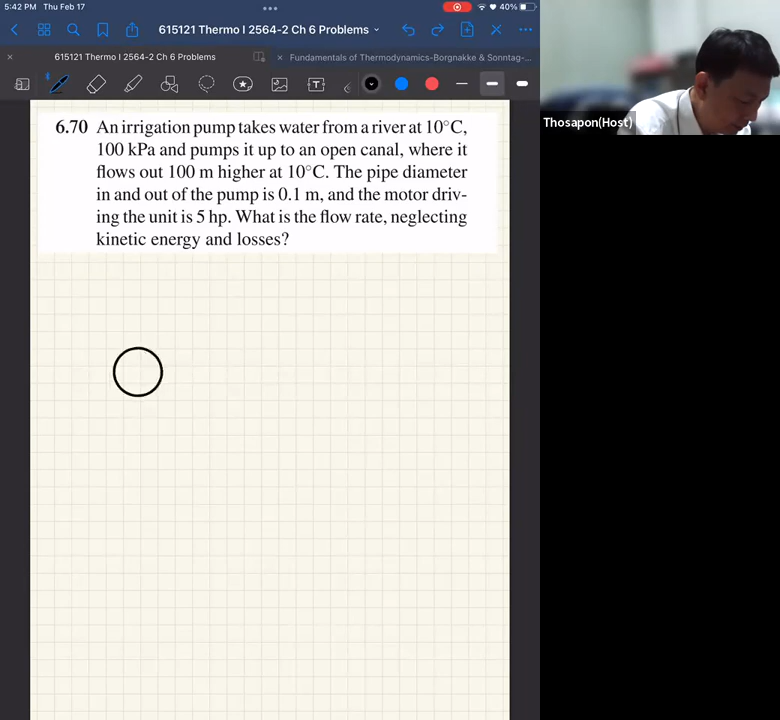 5:42 PM Thu Feb 17
40%
615121 Thermo I 2564-2 Ch 6 Problems
615121 Thermo I 2564-2 Ch 6 Problems
Fundamentals of Thermodynamics-Borgnakke & Sonntag-...
T
Thosapon(Host)
6.70 An irrigation pump takes water from a river at 10°C,
100 kPa and pumps it up to an open canal, where it
flows out 100 m higher at 10°C. The pipe diameter
in and out of the pump is 0.1 m, and the motor driv-
ing the unit is 5 hp. What is the flow rate, neglecting
kinetic energy and losses?